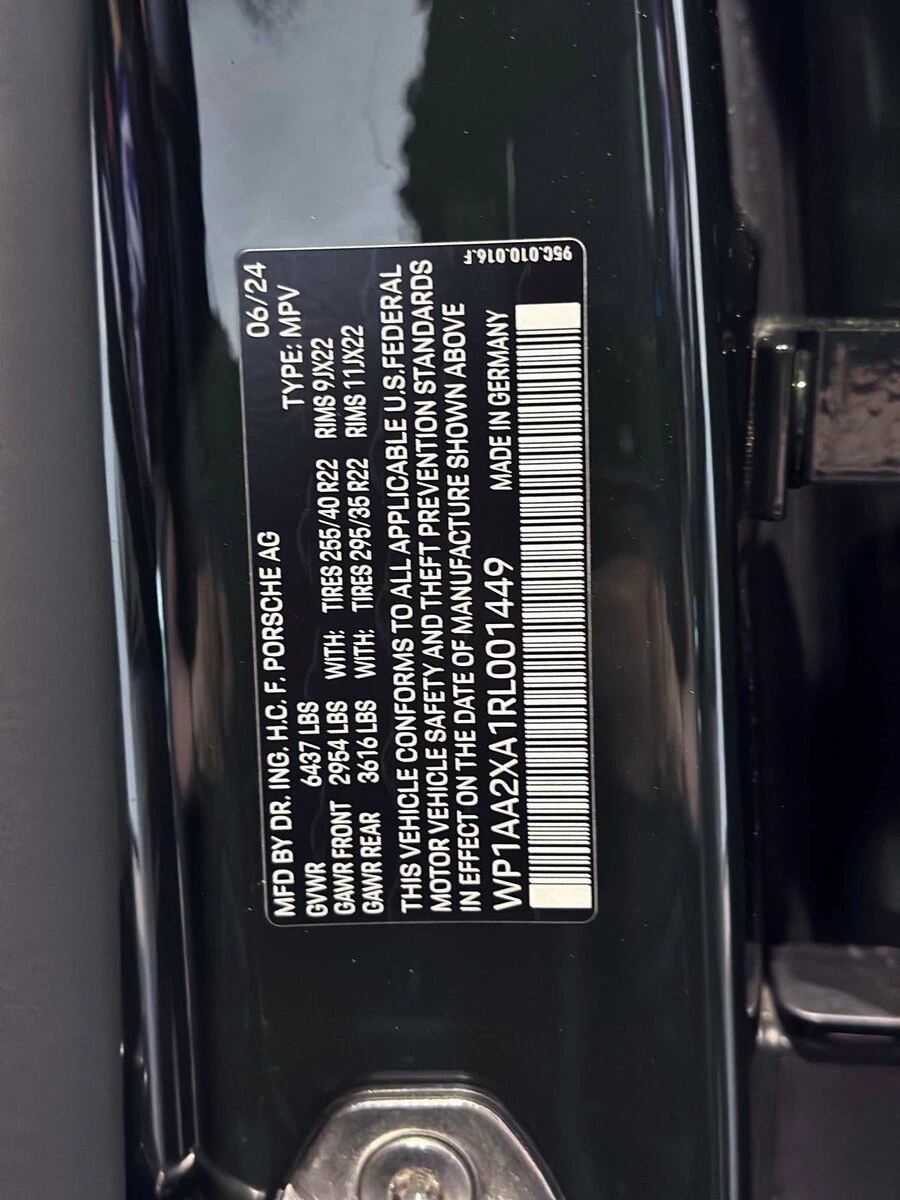 MFD BY DR. ING. H.C. F. PORSCHE AG 06/24
GVWR 6437 LBS TYPE: MPV
GAWR FRONT 2954 LBS WITH: TIRES 255/40 R22 RIMS 9JX22
GAWR REAR 3616 LBS WITH: TIRES 295/35 R22 RIMS 11JX22
THIS VEHICLE CONFORMS TO ALL APPLICABLE U.S.FEDERAL
MOTOR VEHICLE SAFETY AND THEFT PREVENTION STANDARDS
IN EFFECT ON THE DATE OF MANUFACTURE SHOWN ABOVE
WP1AA2XA1RL001449 MADE IN GERMANY
95C.010.016.F